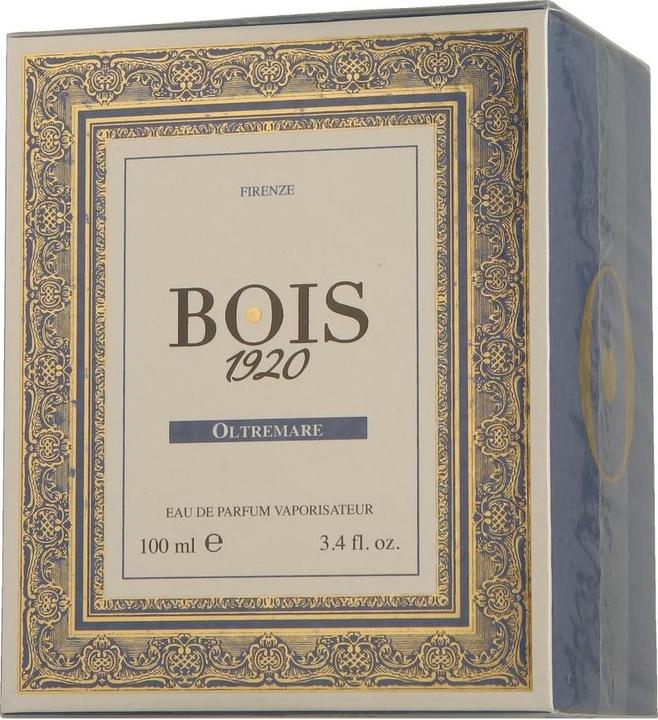 FIRENZE
BOIS
1920
OLTREMARE
EAU DE PARFUM VAPORISATEUR
100 ml ℮ 3.4 fl. oz.